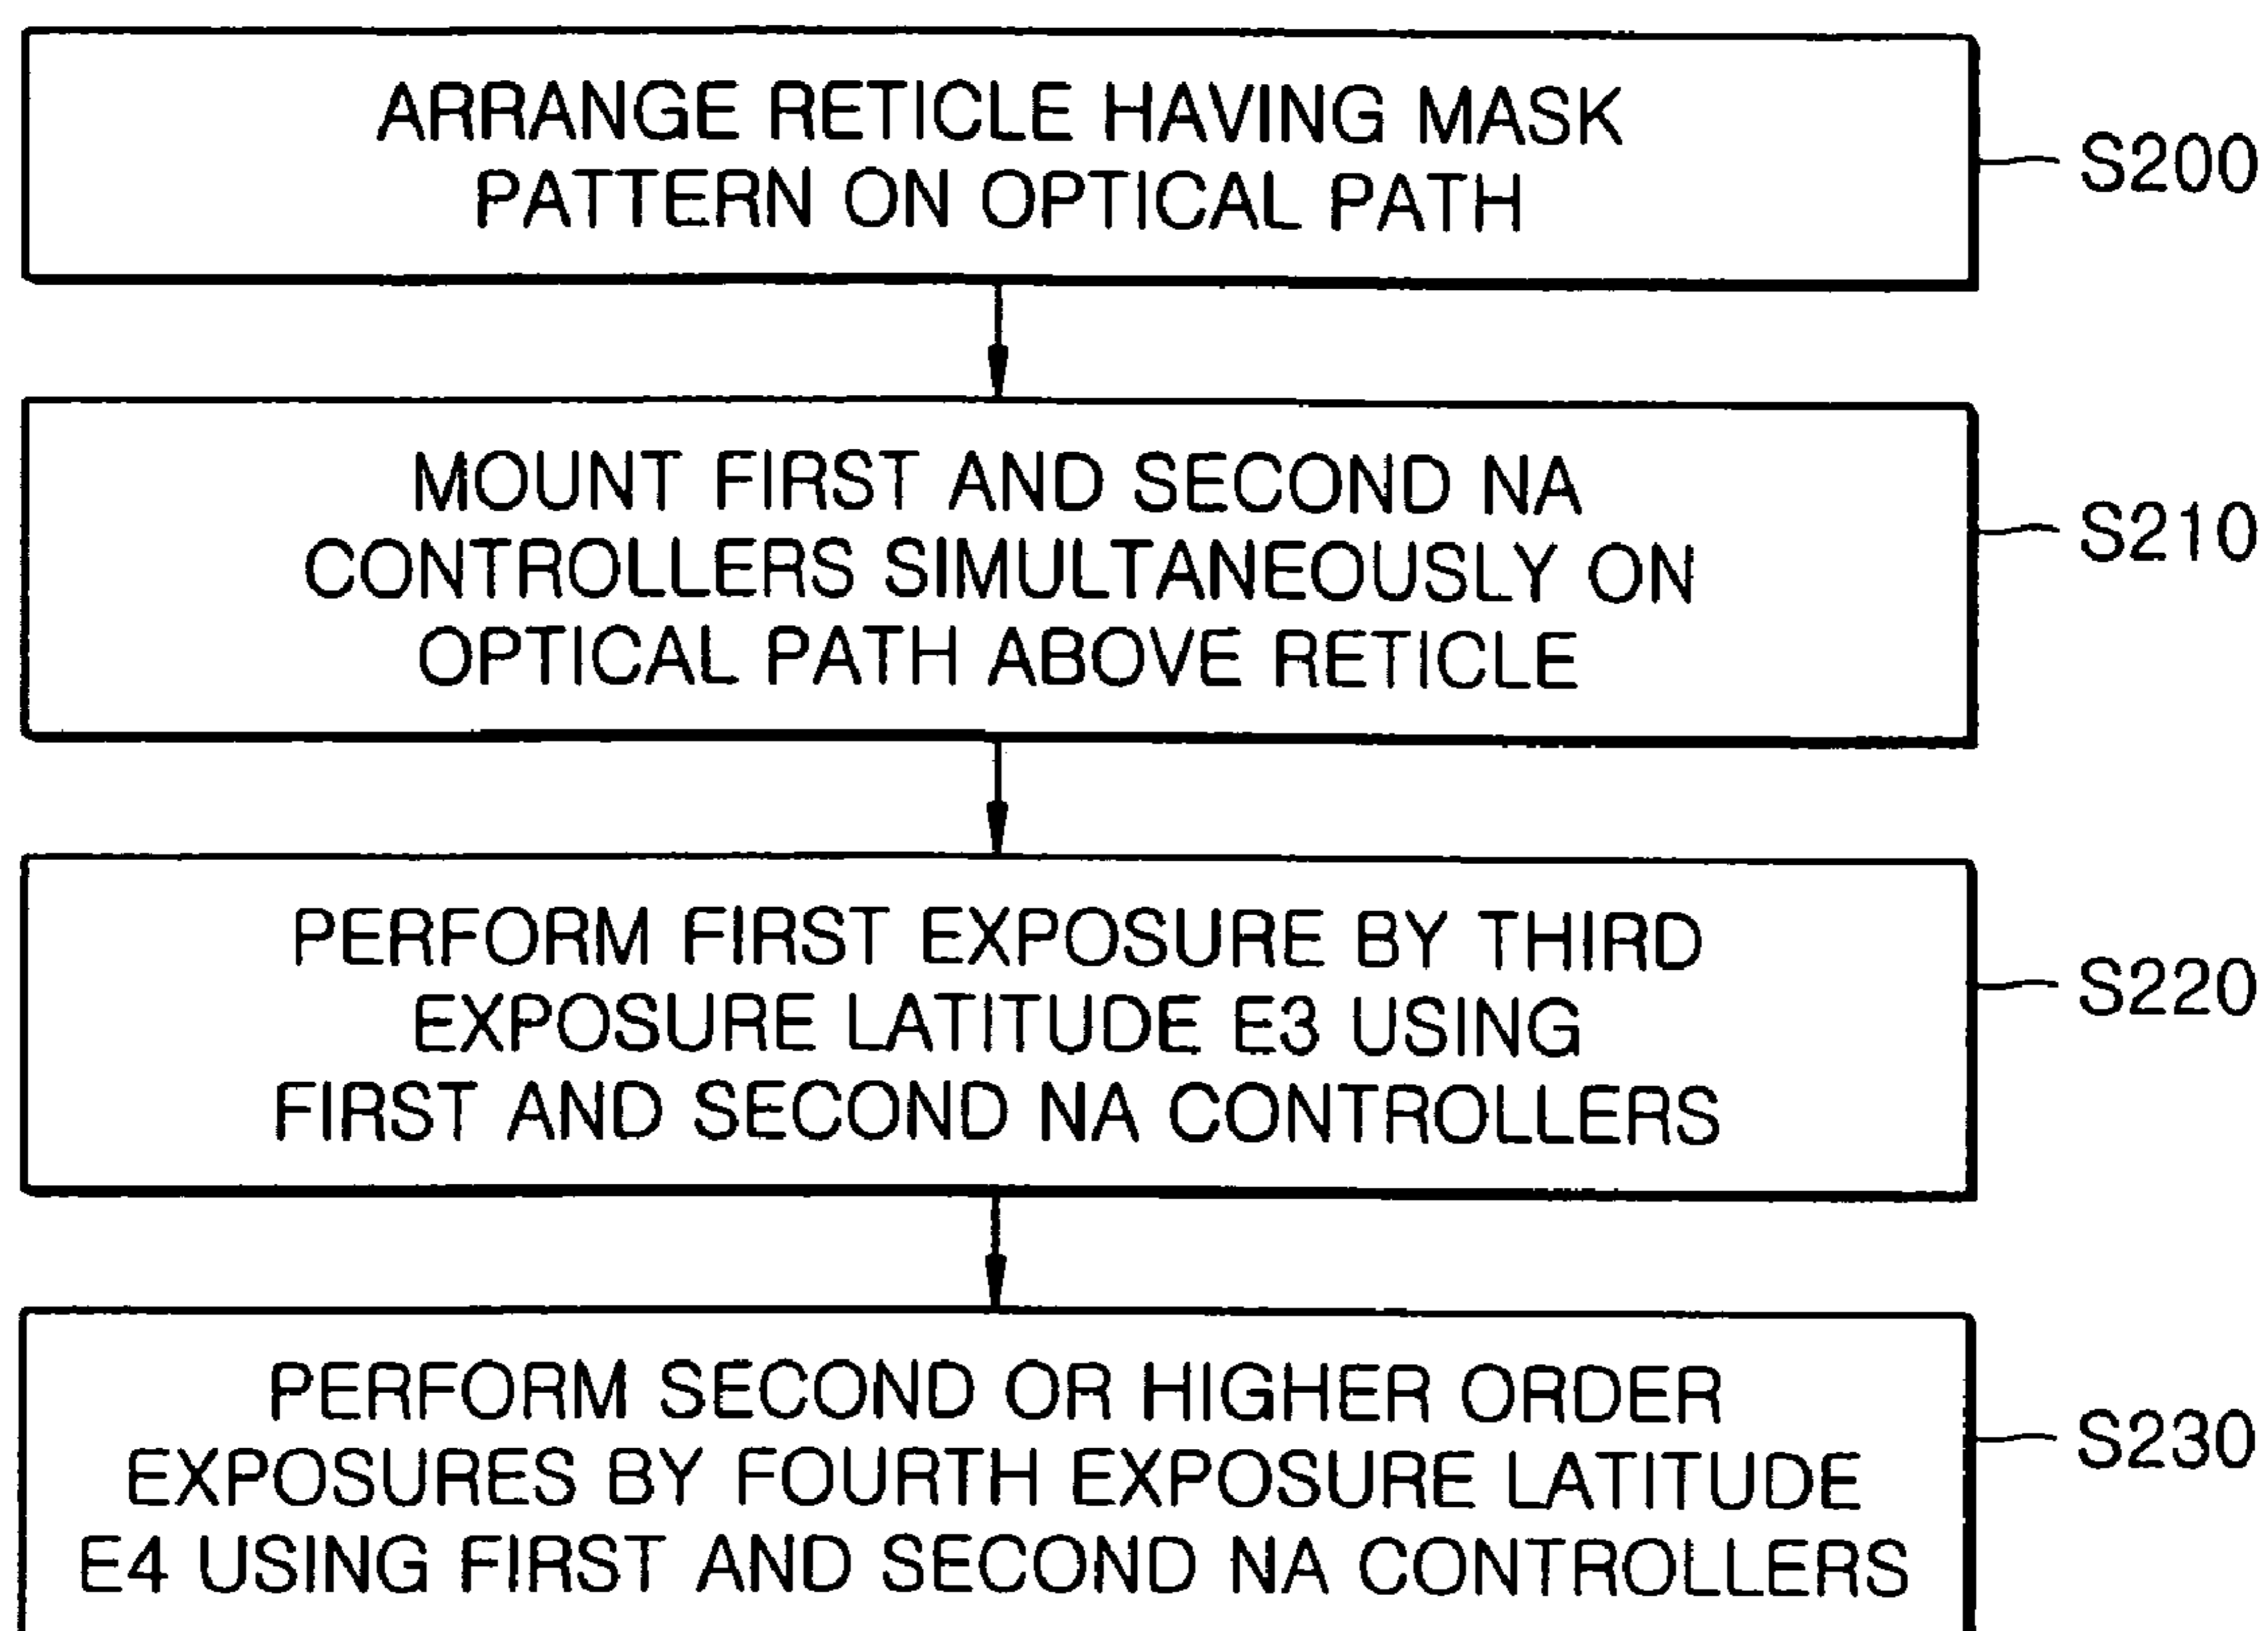 ARRANGE RETICLE HAVING MASK
PATTERN ON OPTICAL PATH
S200
MOUNT FIRST AND SECOND NA
CONTROLLERS SIMULTANEOUSLY ON
OPTICAL PATH ABOVE RETICLE
S210
PERFORM FIRST EXPOSURE BY THIRD
EXPOSURE LATITUDE E3 USING
FIRST AND SECOND NA CONTROLLERS
S220
PERFORM SECOND OR HIGHER ORDER
EXPOSURES BY FOURTH EXPOSURE LATITUDE
E4 USING FIRST AND SECOND NA CONTROLLERS
S230